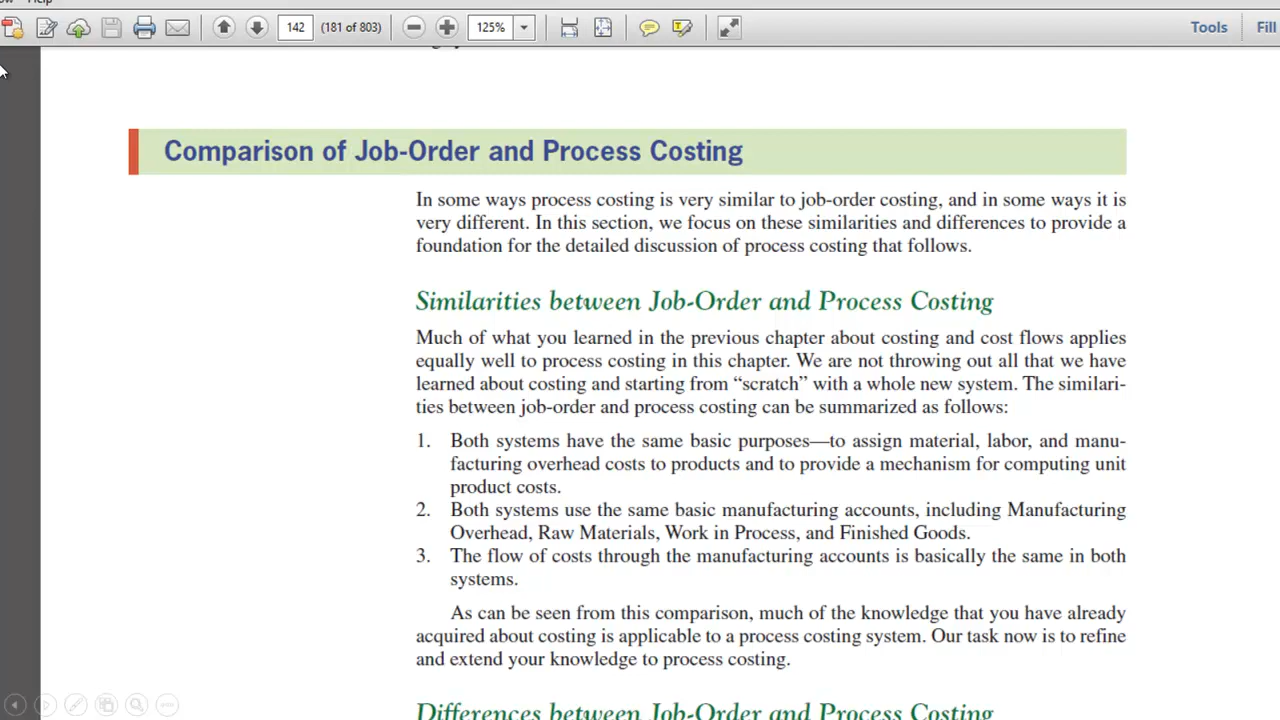 Help
142 (181 of 803) 125% Tools Fill
Comparison of Job-Order and Process Costing
In some ways process costing is very similar to job-order costing, and in some ways it is
very different. In this section, we focus on these similarities and differences to provide a
foundation for the detailed discussion of process costing that follows.
Similarities between Job-Order and Process Costing
Much of what you learned in the previous chapter about costing and cost flows applies
equally well to process costing in this chapter. We are not throwing out all that we have
learned about costing and starting from “scratch” with a whole new system. The similari-
ties between job-order and process costing can be summarized as follows:
1. Both systems have the same basic purposes—to assign material, labor, and manu-
facturing overhead costs to products and to provide a mechanism for computing unit
product costs.
2. Both systems use the same basic manufacturing accounts, including Manufacturing
Overhead, Raw Materials, Work in Process, and Finished Goods.
3. The flow of costs through the manufacturing accounts is basically the same in both
systems.
As can be seen from this comparison, much of the knowledge that you have already
acquired about costing is applicable to a process costing system. Our task now is to refine
and extend your knowledge to process costing.
Differences between Job-Order and Process Costing